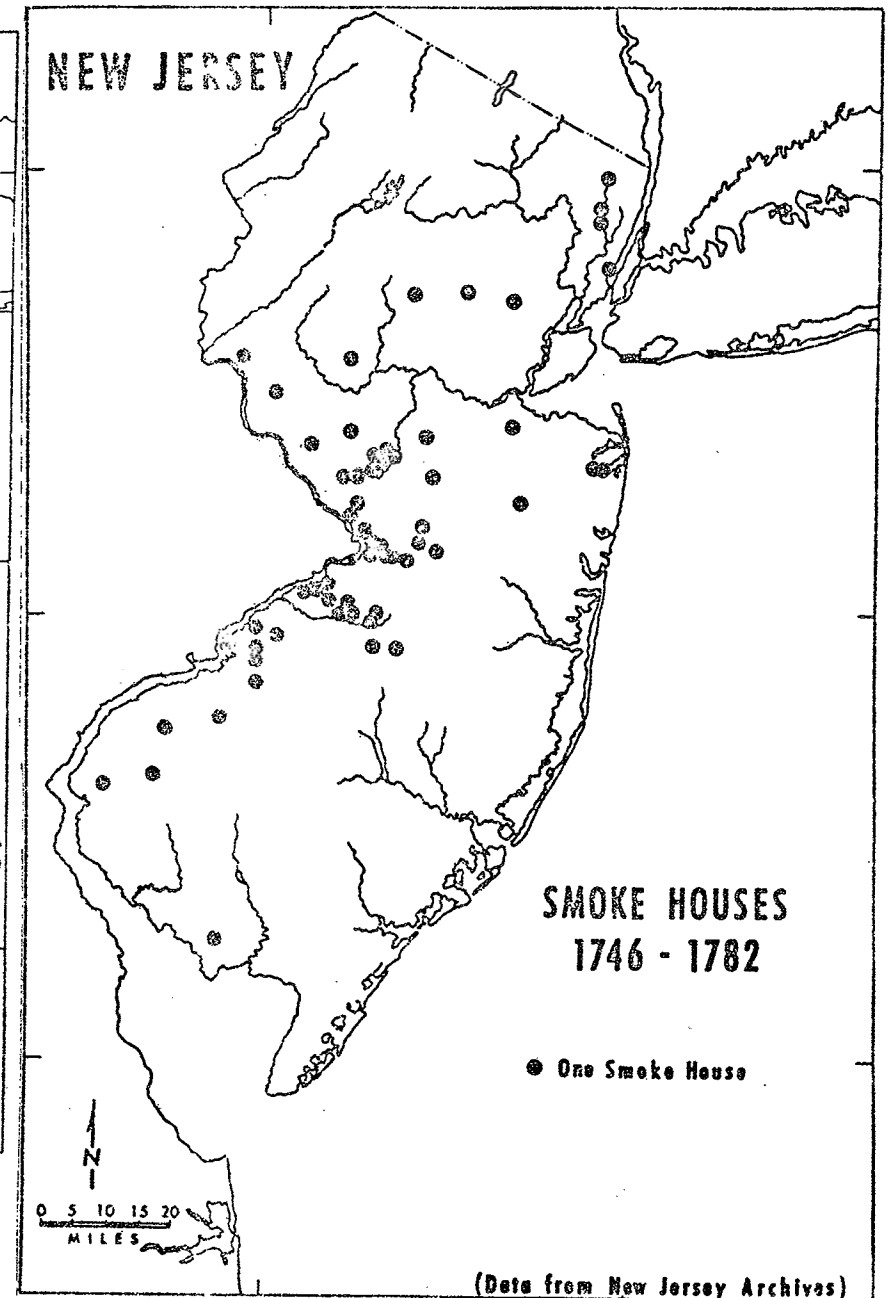 NEW JERSEY
SMOKE HOUSES
1746 - 1782
One Smoke House
N
0 5 10 15 20
MILES
(Data from New Jersey Archives)